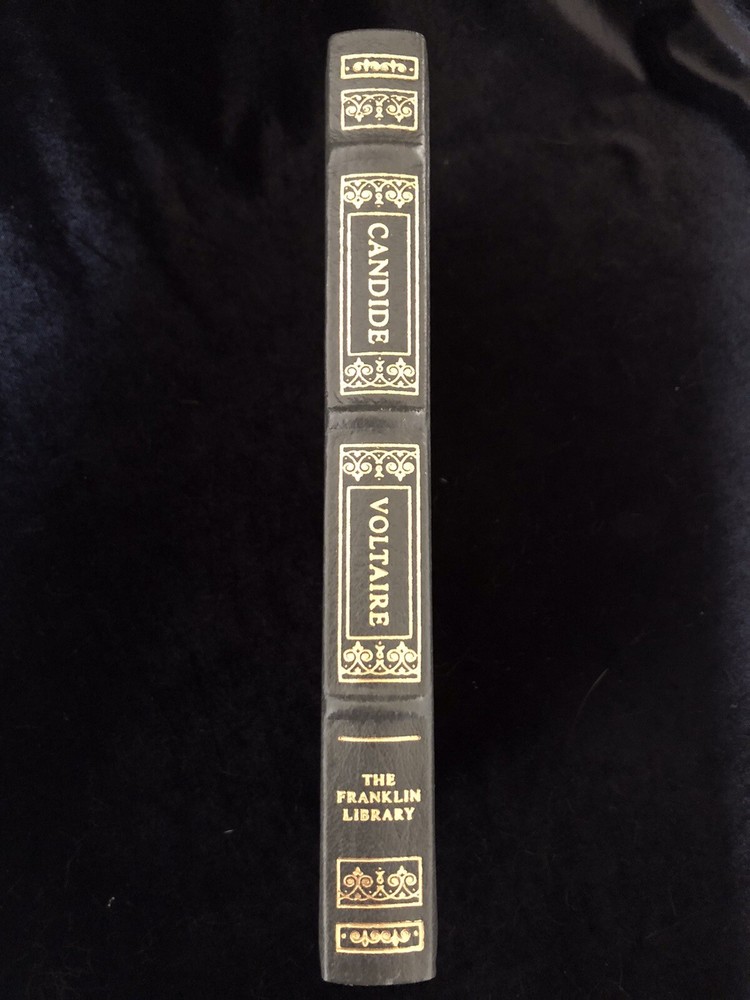 CANDIDE
VOLTAIRE
THE
FRANKLIN
LIBRARY